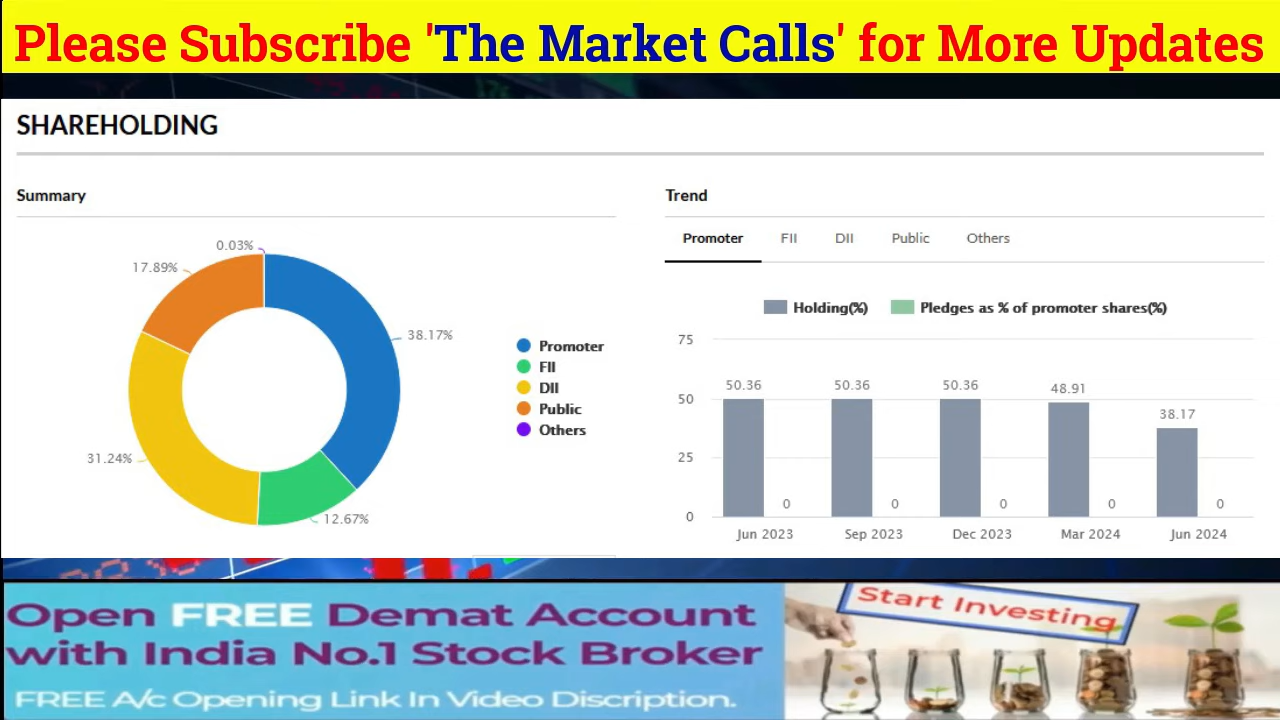 Please Subscribe 'The Market Calls' for More Updates
SHAREHOLDING
Summary
0.03%
17.89%
38.17%
31.24%
12.67%
Promoter
FII
DII
Public
Others
Trend
Promoter FII DII Public Others
Holding(%) Pledges as % of promoter shares(%)
75
50
25
0
50.36 50.36 50.36 48.91 38.17
0 0 0 0 0
Jun 2023 Sep 2023 Dec 2023 Mar 2024 Jun 2024
Open FREE Demat Account
with India No.1 Stock Broker
FREE A/c Opening Link In Video Discription.
Start Investing